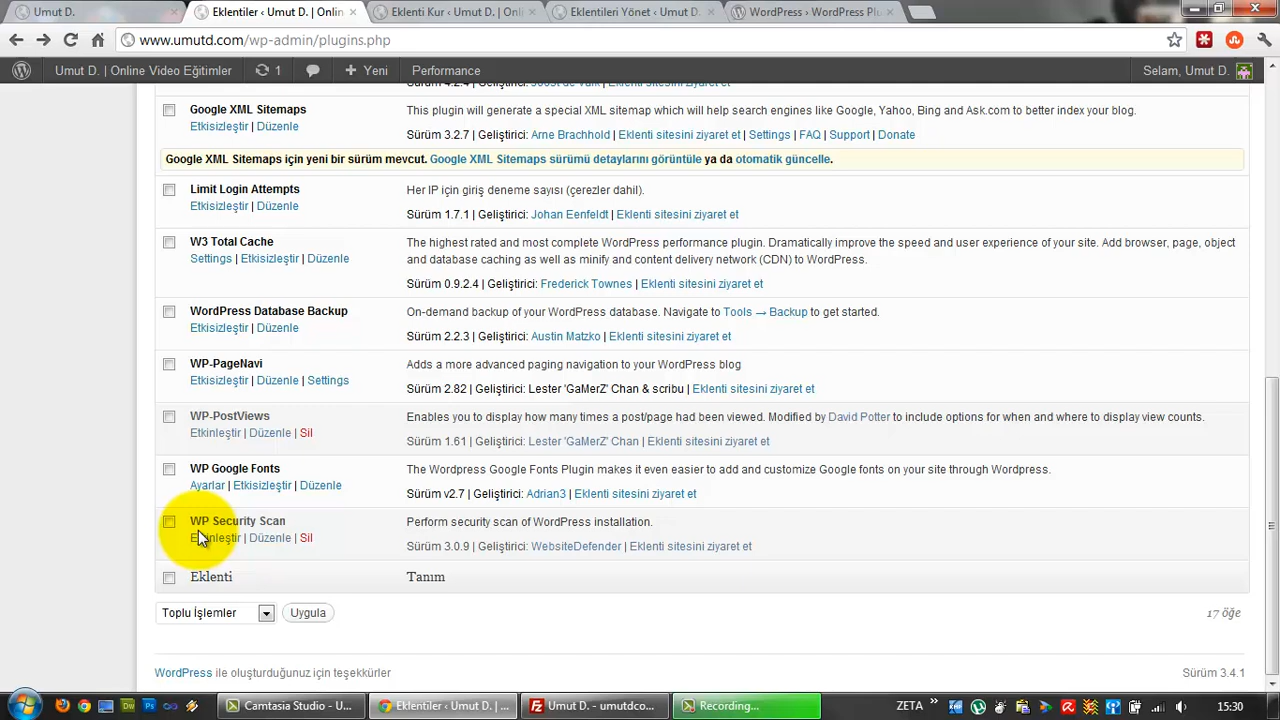 Umut D.
Eklentiler ‹ Umut D. | Onlin
Eklenti Kur ‹ Umut D. | Onli
Eklentileri Yönet ‹ Umut D.
WordPress › WordPress Plu
www.umutd.com/wp-admin/plugins.php
Umut D. | Online Video Eğitimler
1
Yeni
Performance
Selam, Umut D.
Google XML Sitemaps
This plugin will generate a special XML sitemap which will help search engines like Google, Yahoo, Bing and Ask.com to better index your blog.
Etkisizleştir | Düzenle
Sürüm 3.2.7 | Geliştirici: Arne Brachhold | Eklenti sitesini ziyaret et | Settings | FAQ | Support | Donate
Google XML Sitemaps için yeni bir sürüm mevcut. Google XML Sitemaps sürümü detaylarını görüntüle ya da otomatik güncelle.
Limit Login Attempts
Her IP için giriş deneme sayısı (çerezler dahil).
Etkisizleştir | Düzenle
Sürüm 1.7.1 | Geliştirici: Johan Eenfeldt | Eklenti sitesini ziyaret et
W3 Total Cache
The highest rated and most complete WordPress performance plugin. Dramatically improve the speed and user experience of your site. Add browser, page, object
Settings | Etkisizleştir | Düzenle
and database caching as well as minify and content delivery network (CDN) to WordPress.
Sürüm 0.9.2.4 | Geliştirici: Frederick Townes | Eklenti sitesini ziyaret et
WordPress Database Backup
On-demand backup of your WordPress database. Navigate to Tools → Backup to get started.
Etkisizleştir | Düzenle
Sürüm 2.2.3 | Geliştirici: Austin Matzko | Eklenti sitesini ziyaret et
WP-PageNavi
Adds a more advanced paging navigation to your WordPress blog
Etkisizleştir | Düzenle | Settings
Sürüm 2.82 | Geliştirici: Lester 'GaMerZ' Chan & scribu | Eklenti sitesini ziyaret et
WP-PostViews
Enables you to display how many times a post/page had been viewed. Modified by David Potter to include options for when and where to display view counts.
Etkinleştir | Düzenle | Sil
Sürüm 1.61 | Geliştirici: Lester 'GaMerZ' Chan | Eklenti sitesini ziyaret et
WP Google Fonts
The Wordpress Google Fonts Plugin makes it even easier to add and customize Google fonts on your site through Wordpress.
Ayarlar | Etkisizleştir | Düzenle
Sürüm v2.7 | Geliştirici: Adrian3 | Eklenti sitesini ziyaret et
WP Security Scan
Perform security scan of WordPress installation.
Etkinleştir | Düzenle | Sil
Sürüm 3.0.9 | Geliştirici: WebsiteDefender | Eklenti sitesini ziyaret et
Eklenti
Tanım
Toplu İşlemler
Uygula
17 öğe
WordPress ile oluşturduğunuz için teşekkürler
Sürüm 3.4.1
Camtasia Studio - U...
Eklentiler ‹ Umut D. | ...
Umut D. - umutdco...
Recording...
ZETA
15:30